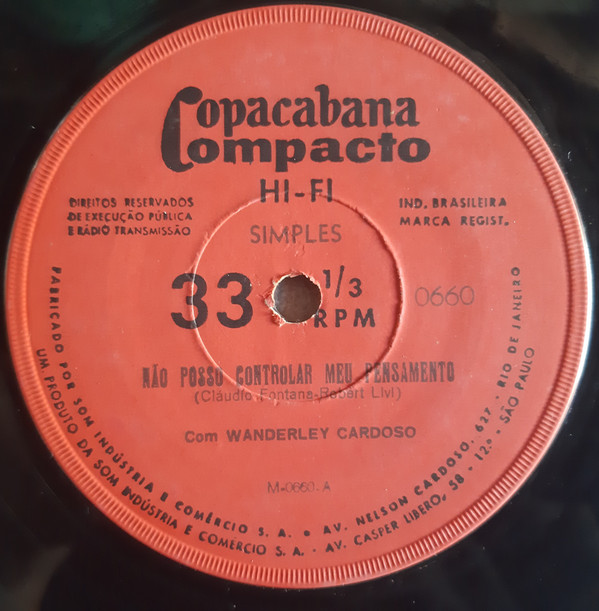 Copacabana
Compacto
HI-FI
SIMPLES
DIREITOS RESERVADOS
DE EXECUÇÃO PÚBLICA
E RÁDIO TRANSMISSÃO
IND. BRASILEIRA
MARCA REGIST.
33 1/3
RPM
0660
NÃO POSSO CONTROLAR MEU PENSAMENTO
(Cláudio Fontana-Robert Livi)
Com WANDERLEY CARDOSO
M-0660-A
FABRICADO POR SOM INDÚSTRIA E COMÉRCIO S. A. • AV. NELSON CARDOSO, 627 • RIO DE JANEIRO
UM PRODUTO DA SOM INDÚSTRIA E COMERCIO S. A. - AV. CASPER LIBERO, 58 - 12.º - SÃO PAULO